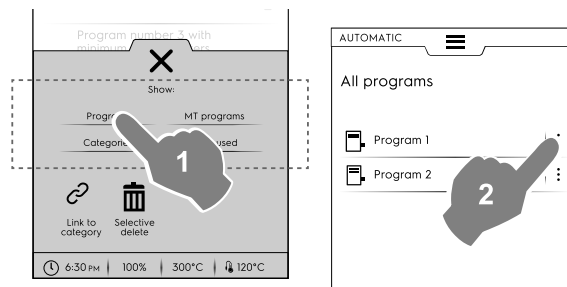 Program number 3 with
minimum
Show:
MT programs
1
Link to
category
Selective
delete
6:30 PM 100% 300°C 120°C
AUTOMATIC
All programs
Program 1
Program 2
2